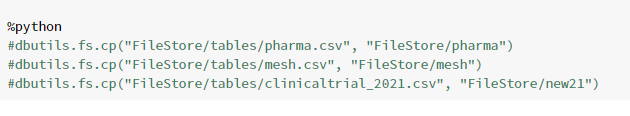 %python
#dbutils.fs.cp("FileStore/tables/pharma.csv", "FileStore/pharma")
#dbutils.fs.cp("FileStore/tables/mesh.csv", "FileStore/mesh")
#dbutils.fs.cp("FileStore/tables/clinicaltrial_2021.csv", "FileStore/new21")